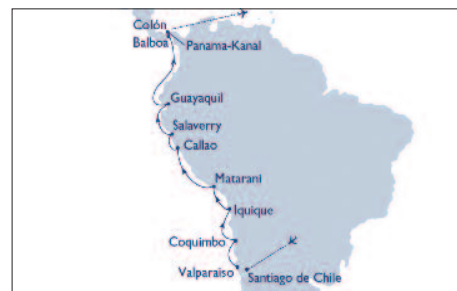 Colón
Balboa
Panama-Kanal
Guayaquil
Salaverry
Callao
Matarani
Iquique
Coquimbo
Valparaiso
Santiago de Chile